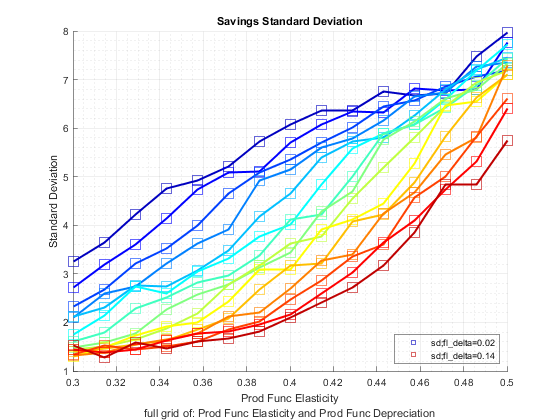 Savings Standard Deviation
8
7
6
5
4
3
2
1
Standard Deviation
0.3 0.32 0.34 0.36 0.38 0.4 0.42 0.44 0.46 0.48 0.5
sd;fl_delta=0.02
sd;fl_delta=0.14
Prod Func Elasticity
full grid of: Prod Func Elasticity and Prod Func Depreciation